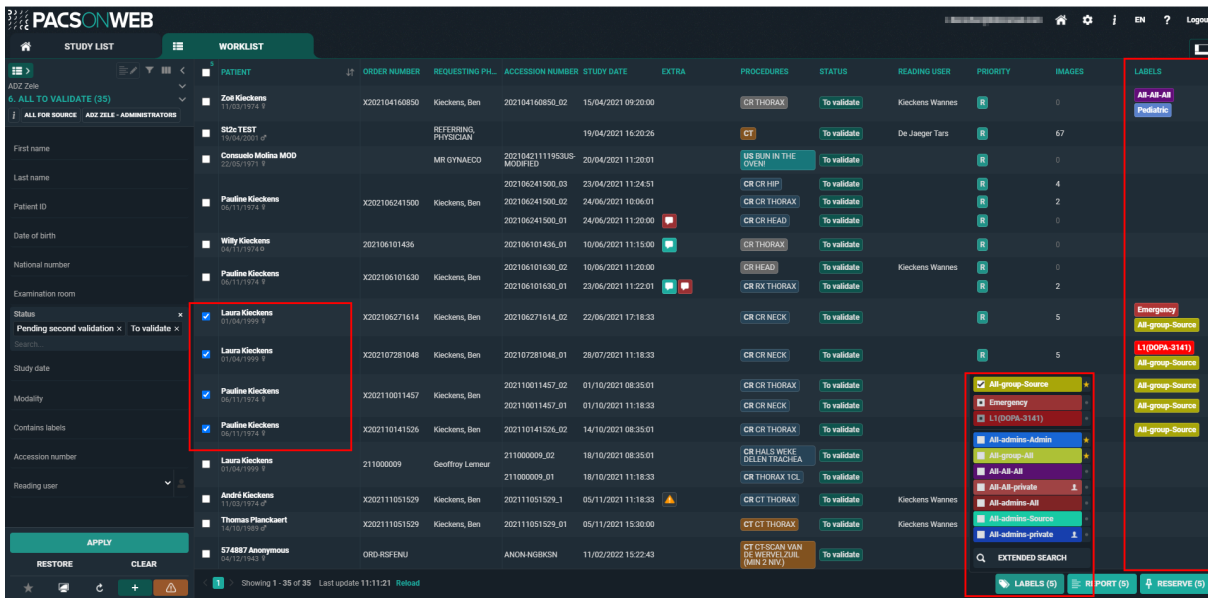 PACSONWEB
EN ? Logou
STUDY LIST WORKLIST
ADZ Zele
6. ALL TO VALIDATE (35)
i ALL FOR SOURCE ADZ ZELE - ADMINISTRATORS
First name
Last name
Patient ID
Date of birth
National number
Examination room
Status ×
Pending second validation × To validate ×
Search...
Study date
Modality
Contains labels
Accession number
Reading user
APPLY
RESTORE CLEAR
5
PATIENT ORDER NUMBER REQUESTING PH... ACCESSION NUMBER STUDY DATE EXTRA PROCEDURES STATUS READING USER PRIORITY IMAGES LABELS
Zoë Kieckens X202104160850 Kieckens, Ben 202104160850_02 15/04/2021 09:20:00 CR THORAX To validate Kieckens Wannes R 0 All-All-All
11/03/1974 ♀ Pediatric
St2c TEST REFERRING, PHYSICIAN 19/04/2021 16:20:26 CT To validate De Jaeger Tars R 67
19/04/2001 ♂
Consuelo Molina MOD MR GYNAECO 20210421111953US-MODIFIED 20/04/2021 11:20:01 US BUN IN THE OVEN! To validate R 0
22/05/1971 ♀
202106241500_03 23/04/2021 11:24:51 CR CR HIP To validate R 4
Pauline Kieckens X202106241500 Kieckens, Ben 202106241500_02 24/06/2021 10:06:01 CR CR THORAX To validate R 2
06/11/1974 ♀
202106241500_01 24/06/2021 11:20:00 CR CR HEAD To validate R 0
Willy Kieckens 202106101436 202106101436_01 10/06/2021 11:15:00 CR THORAX To validate R 0
04/11/1974
202106101630_02 10/06/2021 11:20:00 CR HEAD To validate Kieckens Wannes R 0
Pauline Kieckens X202106101630 Kieckens, Ben
06/11/1974 ♀
202106101630_01 23/06/2021 11:22:01 CR RX THORAX To validate R 2
Laura Kieckens X202106271614 Kieckens, Ben 202106271614_02 22/06/2021 17:18:33 CR CR NECK To validate R 5 Emergency
01/04/1999 ♀ All-group-Source
Laura Kieckens X202107281048 Kieckens, Ben 202107281048_01 28/07/2021 11:18:33 CR CR NECK To validate R 5 L1(DOPA-3141)
01/04/1999 ♀ All-group-Source
202110011457_02 01/10/2021 08:35:01 CR CR THORAX To validate All-group-Source
Pauline Kieckens X202110011457 Kieckens, Ben
06/11/1974 ♀
202110011457_01 01/10/2021 11:18:33 CR CR NECK To validate All-group-Source
Pauline Kieckens X202110141526 Kieckens, Ben 202110141526_02 14/10/2021 08:35:01 CR CR THORAX To validate All-group-Source
06/11/1974 ♀
211000009_02 18/10/2021 08:35:01 CR HALS WEKE DELEN TRACHEA To validate
Laura Kieckens 211000009 Geoffroy Lemeur
01/04/1999 ♀
211000009_01 18/10/2021 11:18:33 CR THORAX 1CL To validate
André Kieckens X202111051529 Kieckens, Ben 202111051529_1 05/11/2021 11:18:33 CR CT THORAX To validate Kieckens Wannes
11/03/1974 ♂
Thomas Planckaert X202111051529 Kieckens, Ben 202111051529_01 05/11/2021 15:30:00 CT CT THORAX To validate Kieckens Wannes
14/10/1989 ♂
574887 Anonymous ORD-RSFENU ANON-NGBKSN 11/02/2022 15:22:43 CT CT-SCAN VAN DE WERVELZUIL (MIN 2 NIV.) To validate
04/12/1943 ♀
All-group-Source
Emergency
L1(DOPA-3141)
All-admins-Admin
All-group-All
All-All-All
All-All-private
All-admins-All
All-admins-Source
All-admins-private
EXTENDED SEARCH
1 Showing 1 - 35 of 35 Last update 11:11:21 Reload
LABELS (5) REPORT (5) RESERVE (5)